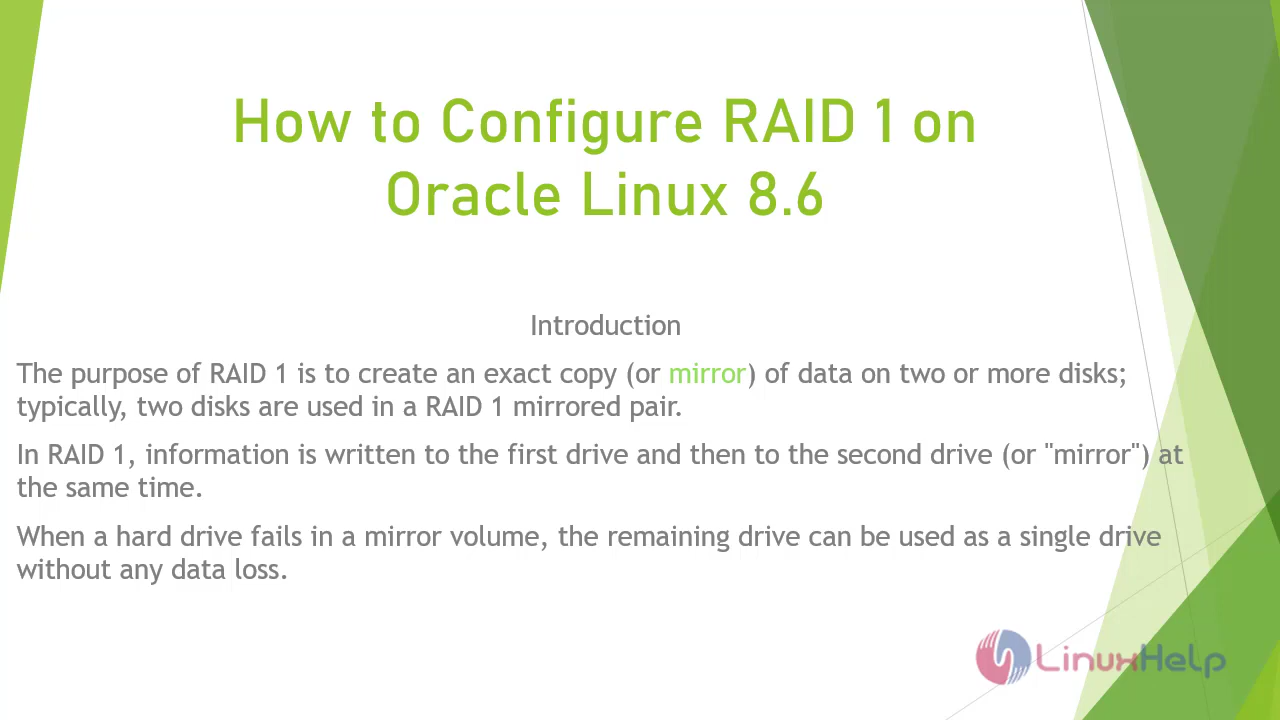 How to Configure RAID 1 on
Oracle Linux 8.6
Introduction
The purpose of RAID 1 is to create an exact copy (or mirror) of data on two or more disks;
typically, two disks are used in a RAID 1 mirrored pair.
In RAID 1, information is written to the first drive and then to the second drive (or "mirror") at
the same time.
When a hard drive fails in a mirror volume, the remaining drive can be used as a single drive
without any data loss.
LinuxHelp